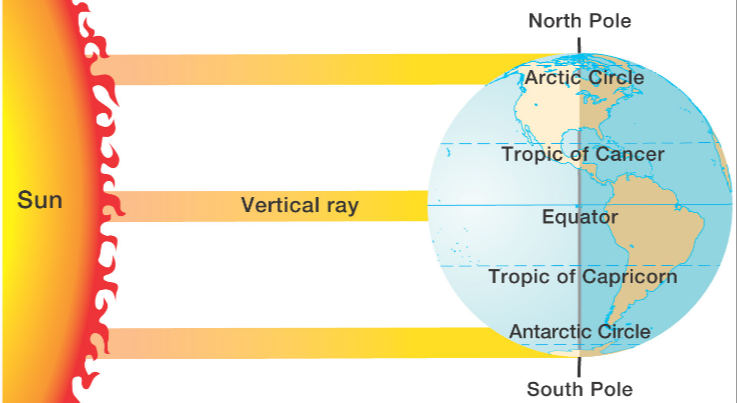 North Pole
Arctic Circle
Tropic of Cancer
Sun
Vertical ray
Equator
Tropic of Capricorn
Antarctic Circle
South Pole